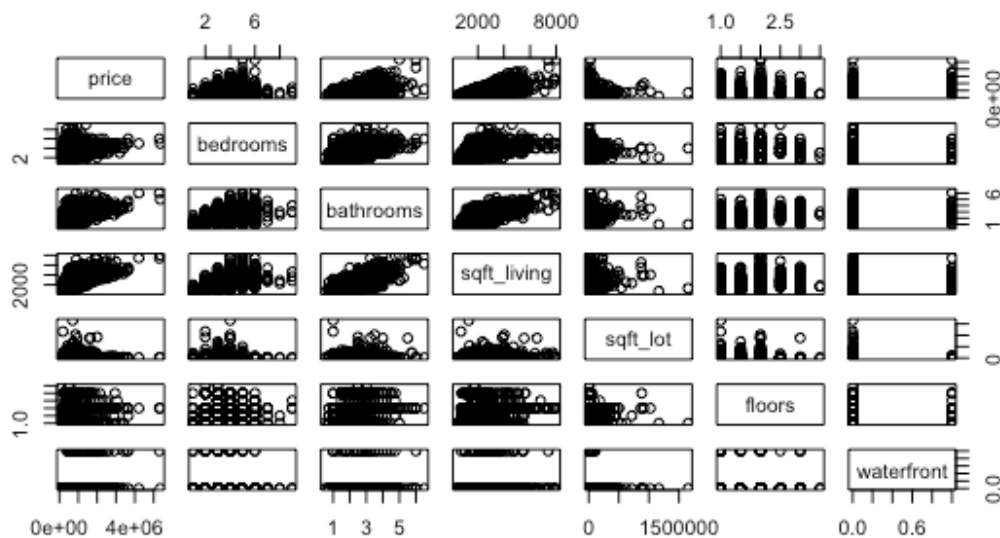 2 6 2000 8000 1.0 2.5
price 0e+00
2 bedrooms
bathrooms 1 6
2000 sqft_living
sqft_lot 0
1.0 floors
waterfront 0.0
0e+00 4e+06 1 3 5 0 1500000 0.0 0.6